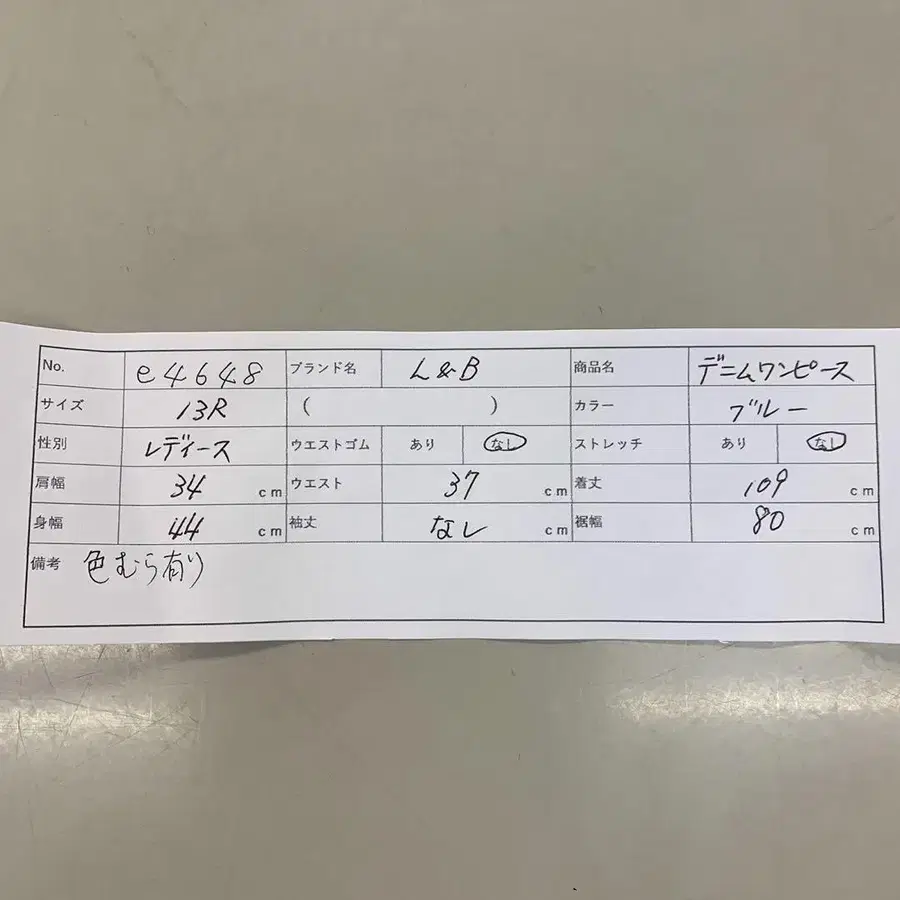 No. e4648 ブランド名 L&B 商品名 デニムワンピース
サイズ 13R ( ) カラー ブルー
性別 レディース ウエストゴム あり なし ストレッチ あり なし
肩幅 34 cm ウエスト 37 cm 着丈 109 cm
身幅 44 cm 袖丈 なし cm 裾幅 80 cm
備考 色むら有り